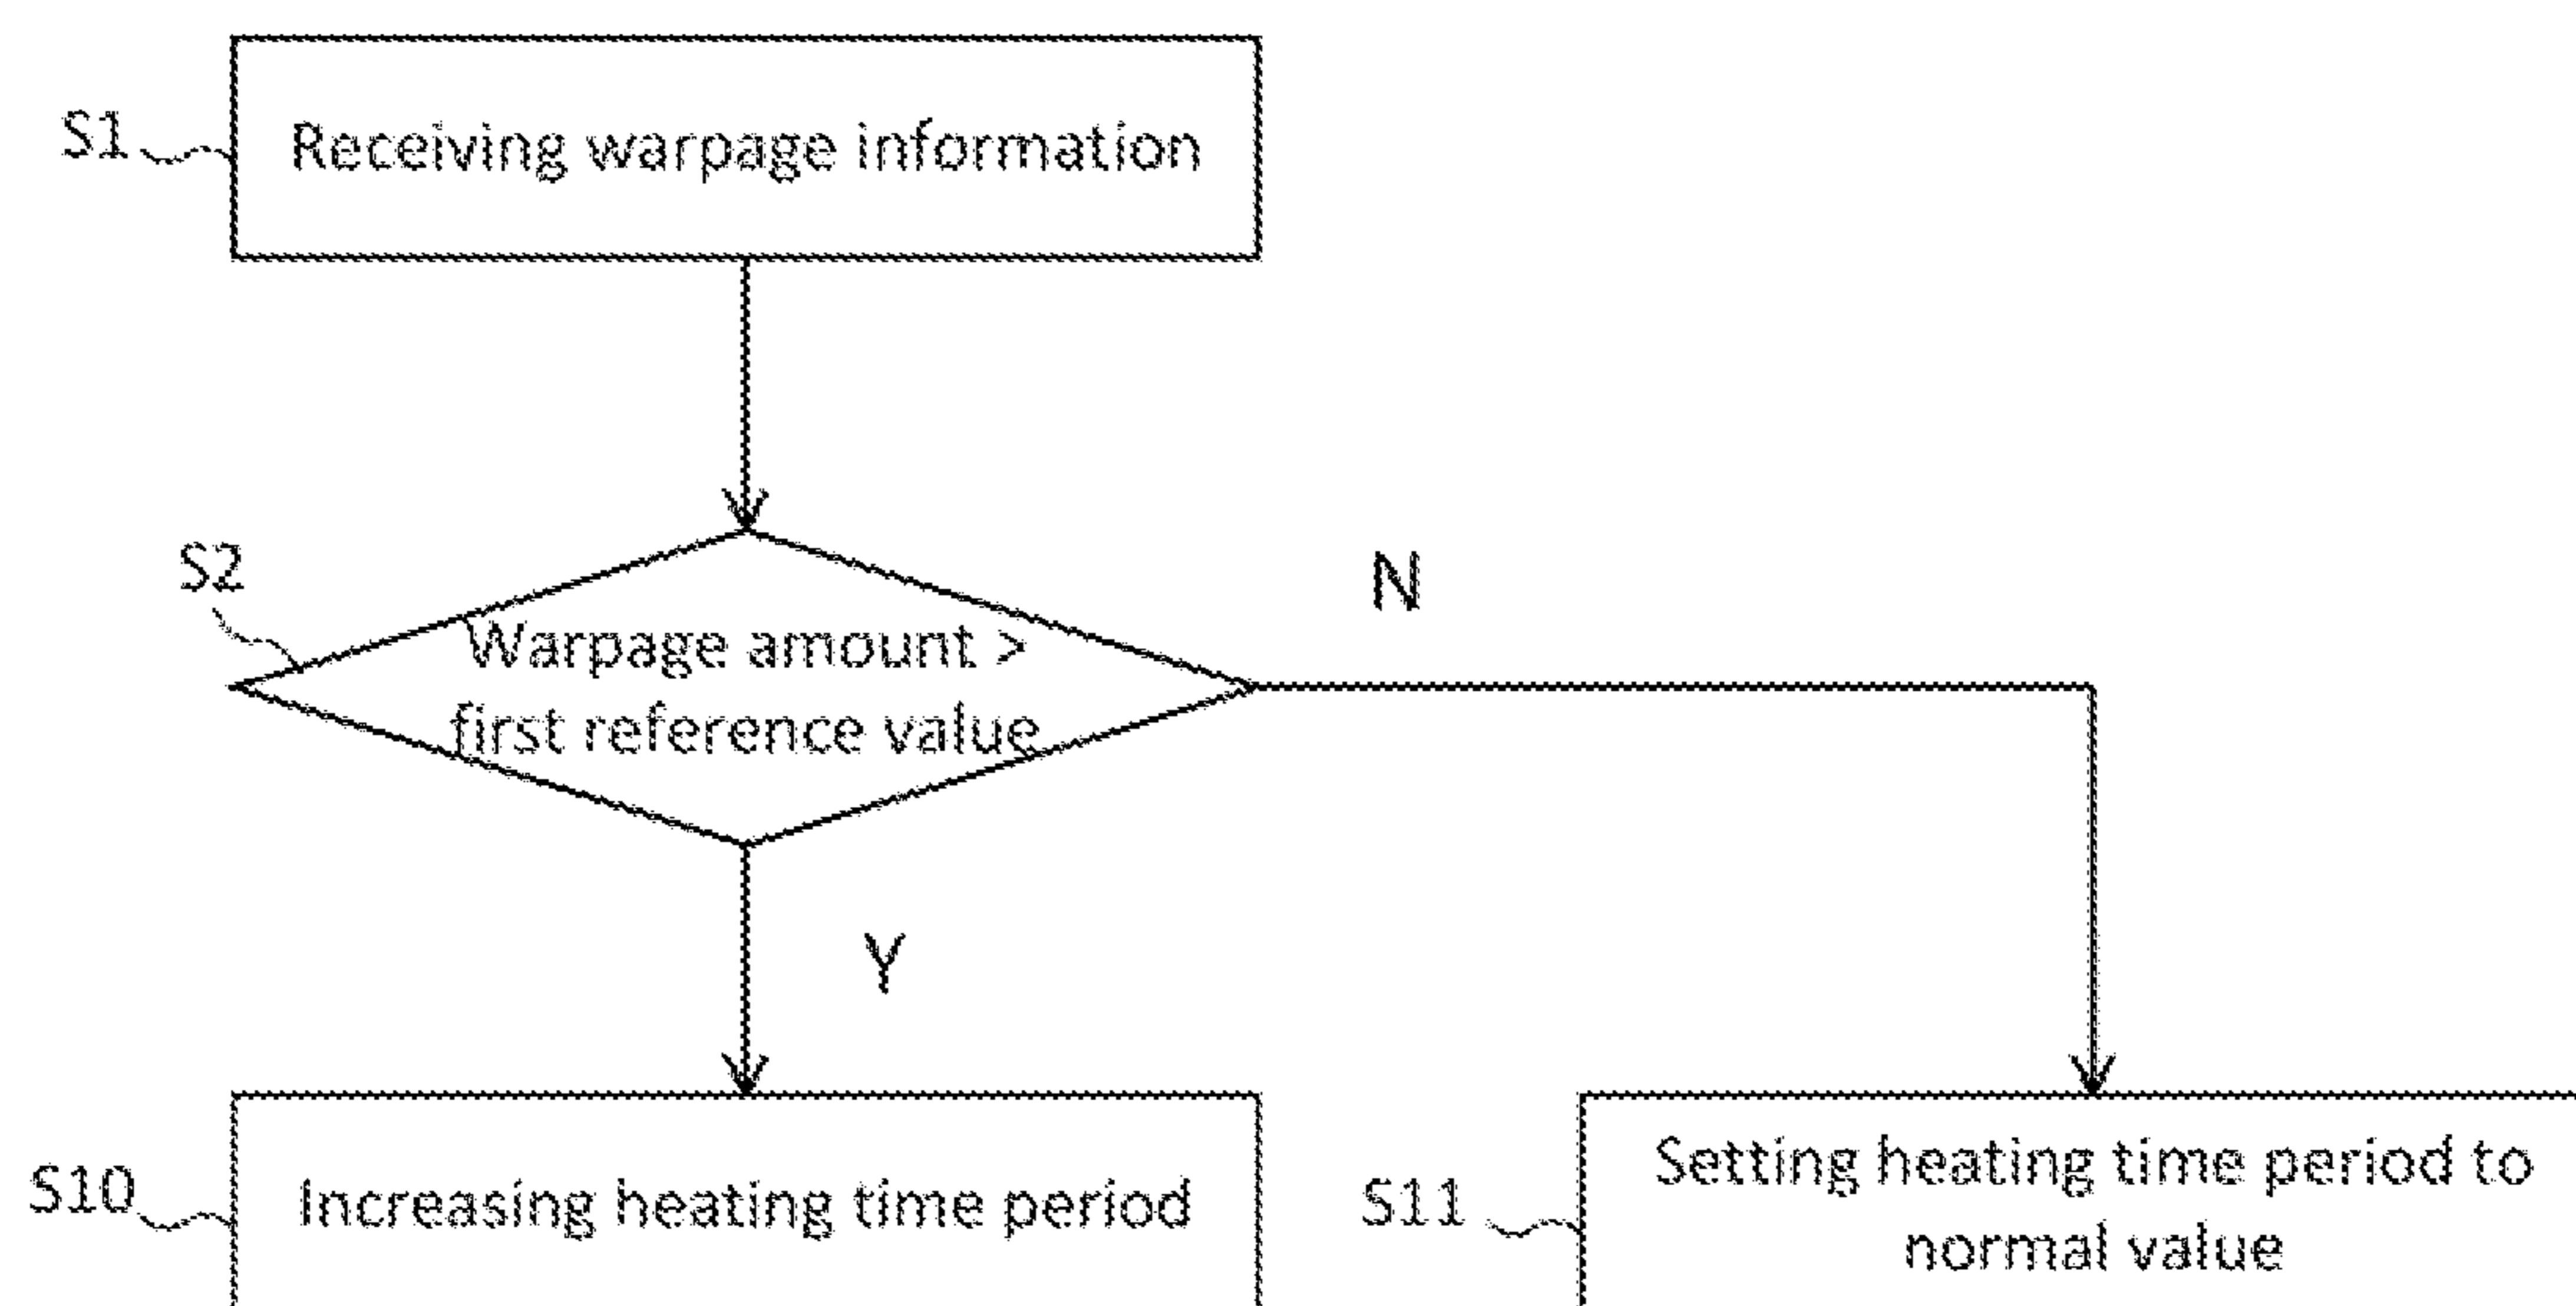 S1
Receiving warpage information
S2
Warpage amount >
first reference value
N
Y
S10
Increasing heating time period
S11
Setting heating time period to
normal value